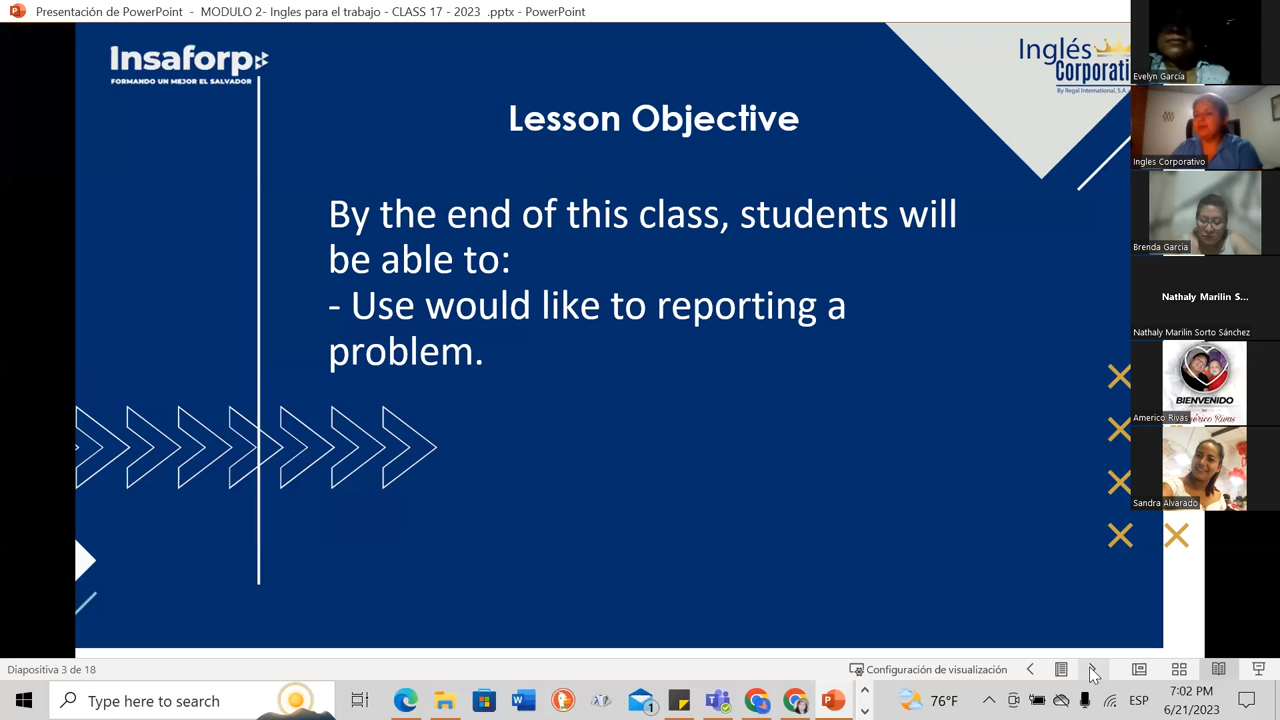 Presentación de PowerPoint - MODULO 2- Ingles para el trabajo - CLASS 17 - 2023 .pptx - PowerPoint
Insaforp
FORMANDO UN MEJOR EL SALVADOR
Inglés
Corporati
By Regal International, S.A.
Lesson Objective
By the end of this class, students will
be able to:
- Use would like to reporting a
problem.
Evelyn García
Ingles Corporativo
Brenda Garcia
Nathaly Marilin S...
Nathaly Marilin Sorto Sánchez
BIENVENIDO
Américo Rivas
Americo Rivas
Sandra Alvarado
Diapositiva 3 de 18
Configuración de visualización
Type here to search
1
76°F
ESP
7:02 PM
6/21/2023